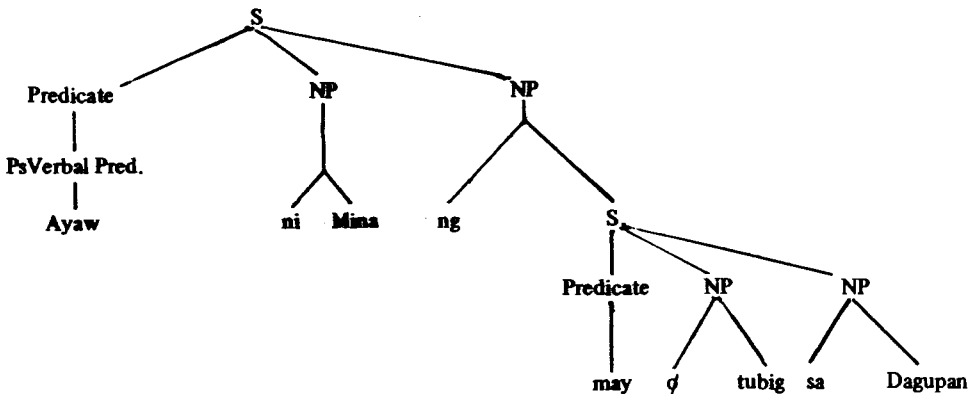 S
Predicate NP NP
PsVerbal Pred.
Ayaw ni Mina ng
S
Predicate NP NP
may ∅ tubig sa Dagupan